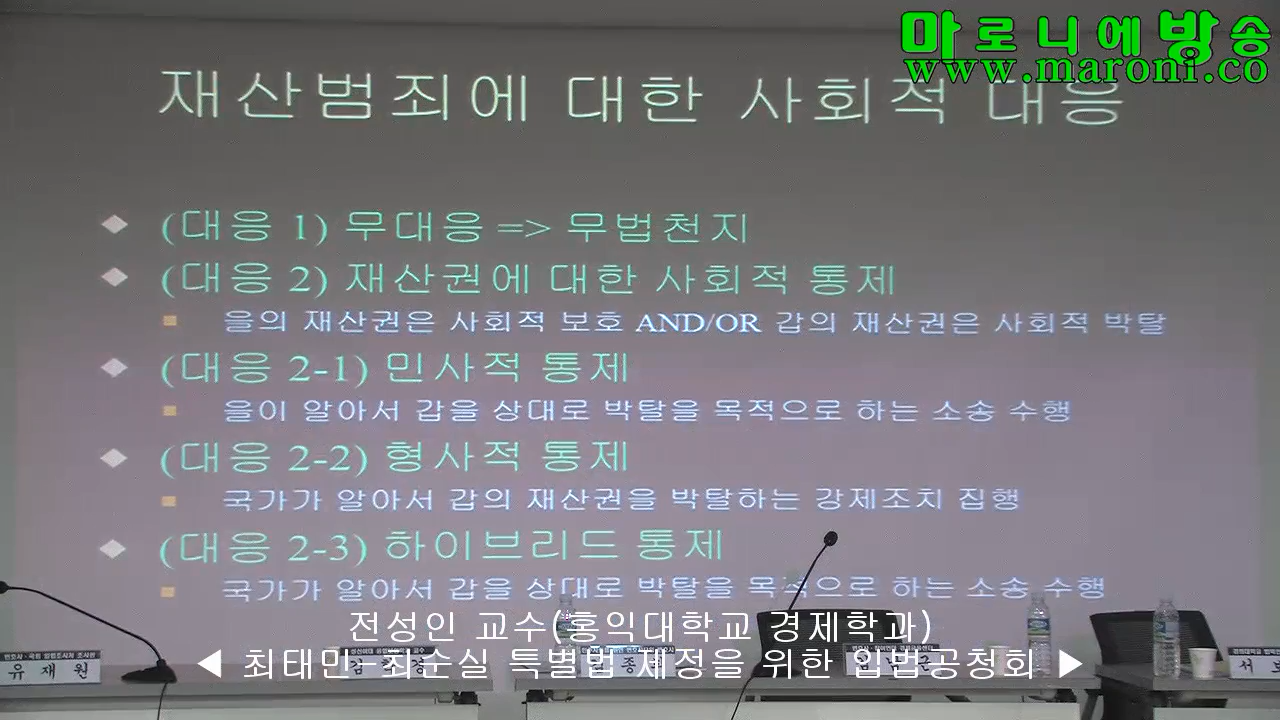 마로니에방송
www.maroni.co
재산범죄에 대한 사회적 대응
(대응 1) 무대응 => 무법천지
(대응 2) 재산권에 대한 사회적 통제
을의 재산권은 사회적 보호 AND/OR 갑의 재산권은 사회적 박탈
(대응 2-1) 민사적 통제
을이 알아서 갑을 상대로 박탈을 목적으로 하는 소송 수행
(대응 2-2) 형사적 통제
국가가 알아서 갑의 재산권을 박탈하는 강제조치 집행
(대응 2-3) 하이브리드 통제
국가가 알아서 갑을 상대로 박탈을 목적으로 하는 소송 수행
전성인 교수(홍익대학교 경제학과)
◀ 최태민-최순실 특별법 제정을 위한 입법공청회 ▶
유 재 원